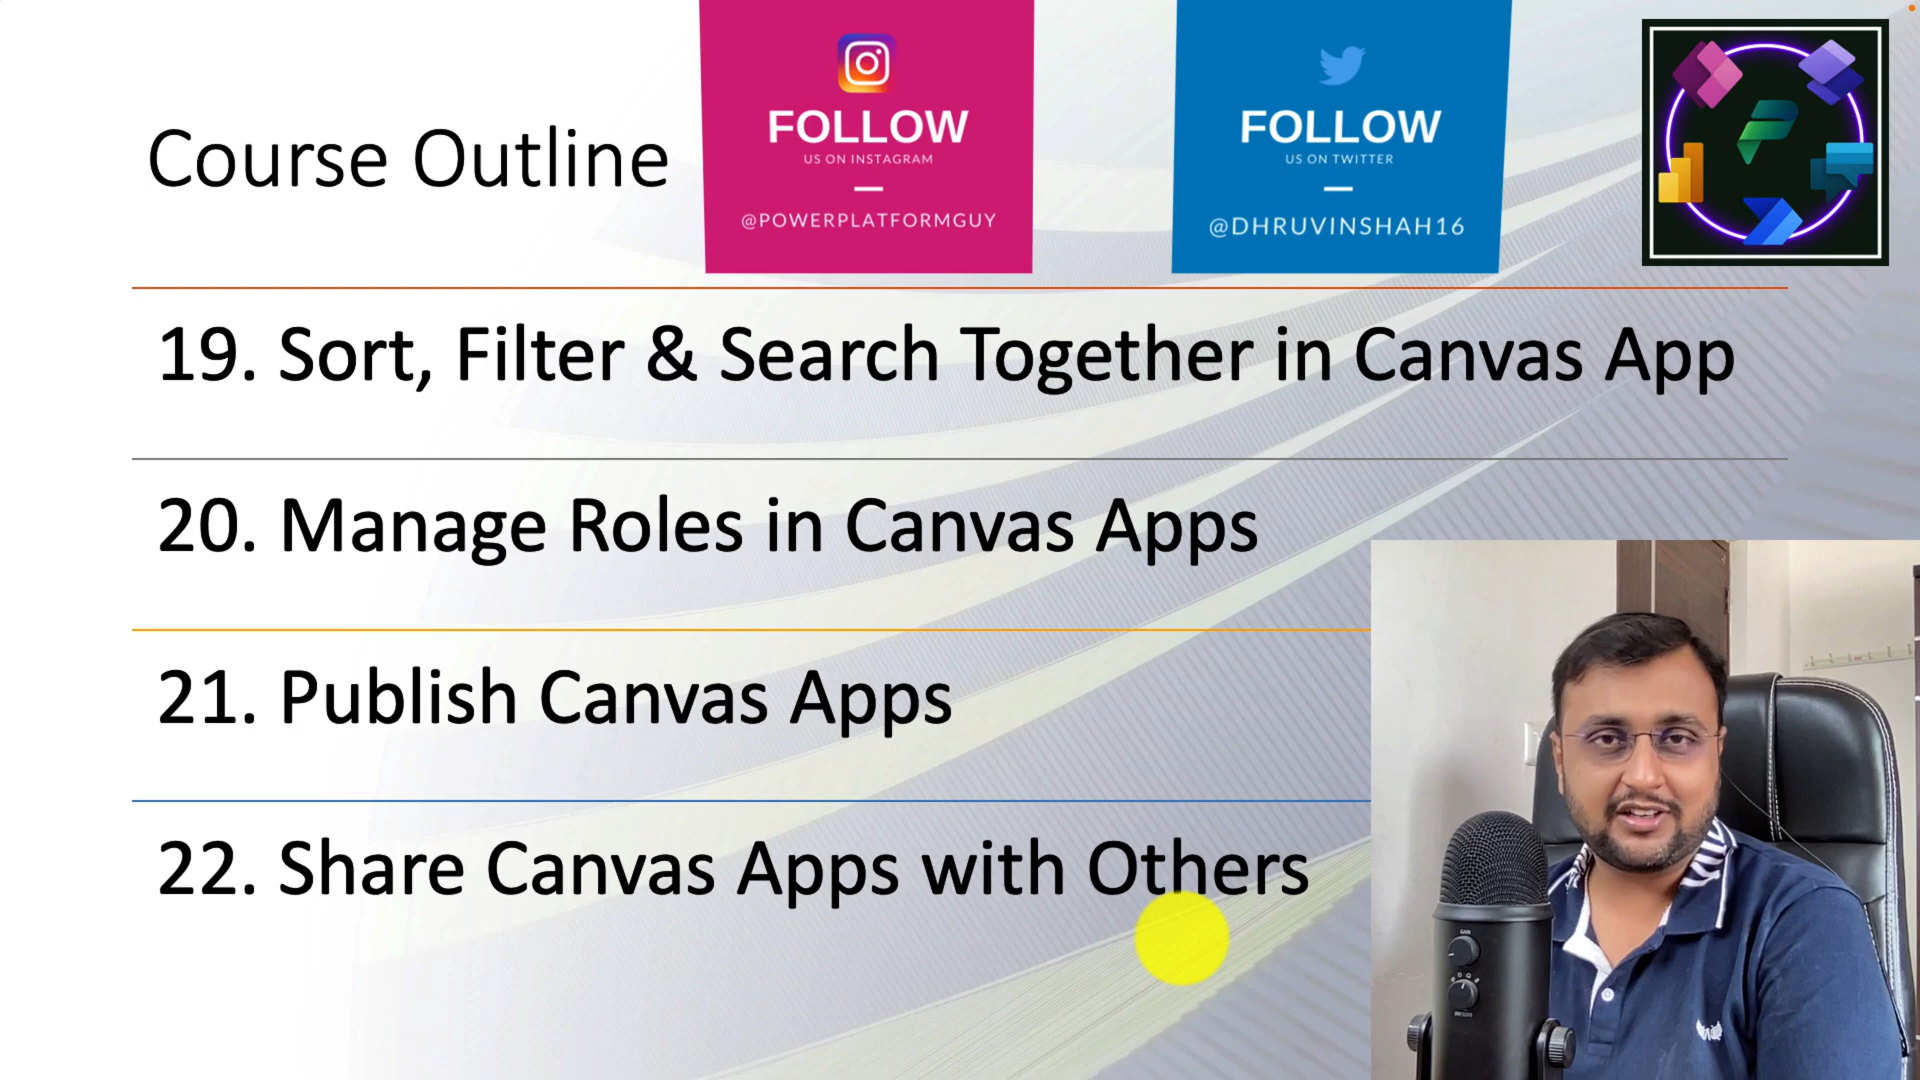 Course Outline
FOLLOW
US ON INSTAGRAM
@POWERPLATFORMGUY
FOLLOW
US ON TWITTER
@DHRUVINSHAH16
19. Sort, Filter & Search Together in Canvas App
20. Manage Roles in Canvas Apps
21. Publish Canvas Apps
22. Share Canvas Apps with Others